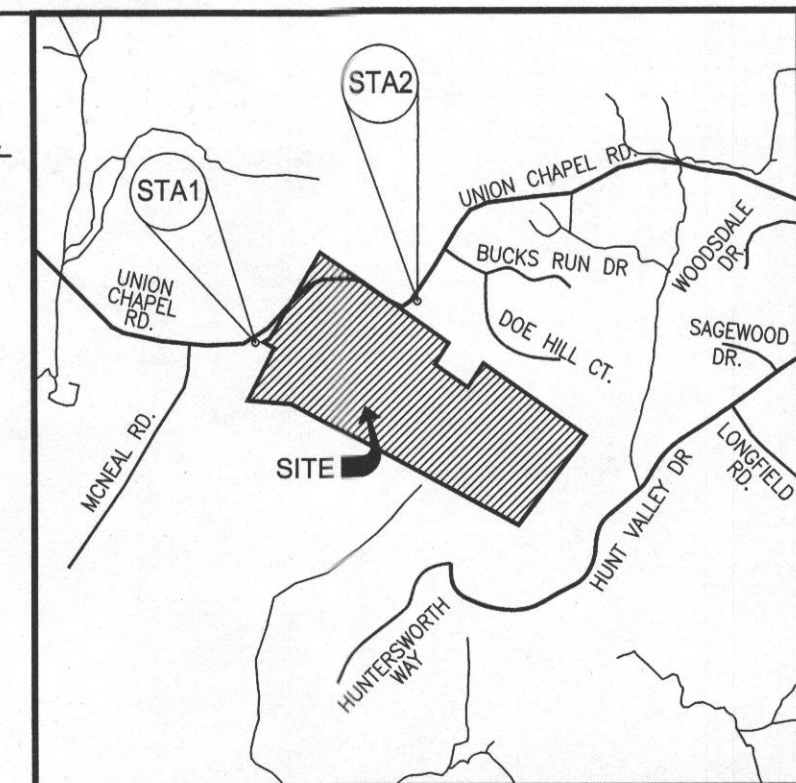 STA2
STA1
UNION CHAPEL RD.
UNION
CHAPEL
RD.
BUCKS RUN DR
WOODSDALE
DR.
DOE HILL CT.
SAGEWOOD
DR.
MCNEAL RD.
SITE
LONGFIELD
RD.
HUNT VALLEY DR
HUNTERSWORTH
WAY